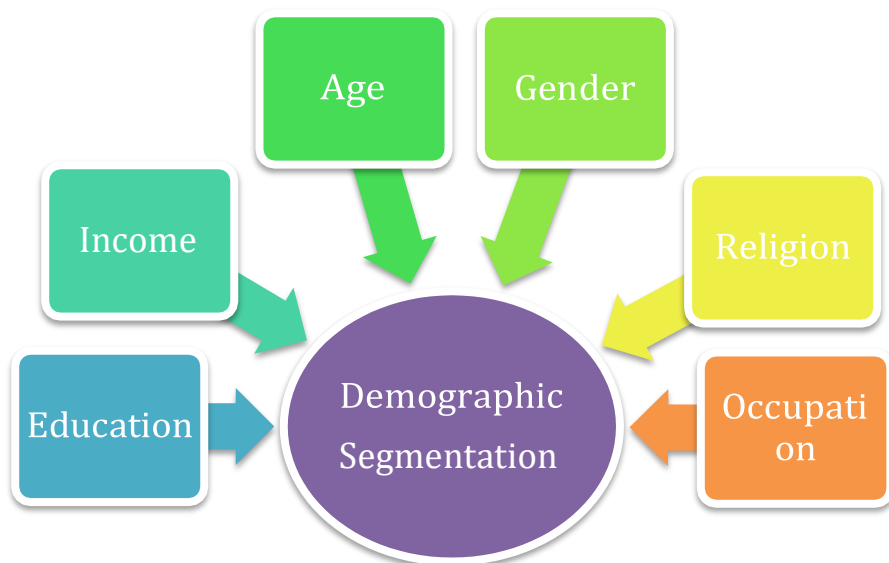 Age
Gender
Income
Religion
Education
Demographic
Segmentation
Occupati
on